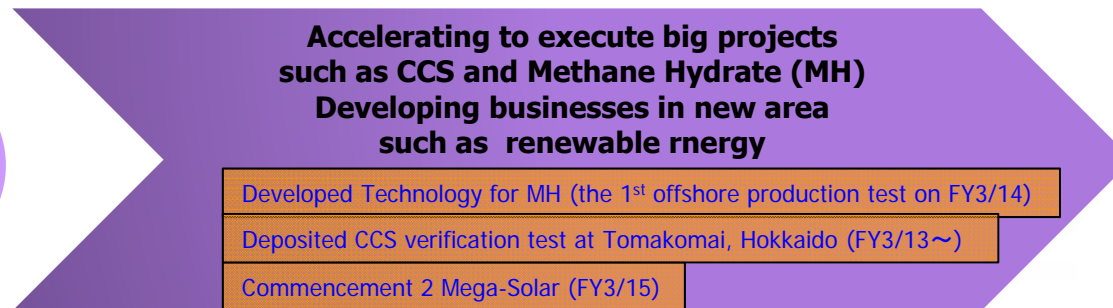 Accelerating to execute big projects
such as CCS and Methane Hydrate (MH)
Developing businesses in new area
such as renewable rnergy
Developed Technology for MH (the 1st offshore production test on FY3/14)
Deposited CCS verification test at Tomakomai, Hokkaido (FY3/13～)
Commencement 2 Mega-Solar (FY3/15)